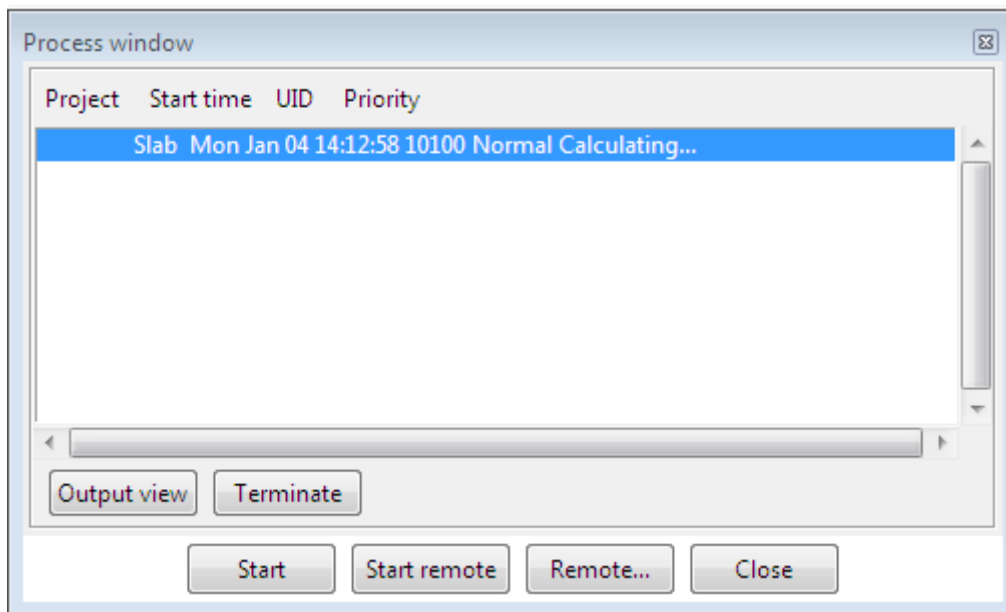 Process window
Project Start time UID Priority
Slab Mon Jan 04 14:12:58 10100 Normal Calculating...
Output view Terminate
Start Start remote Remote... Close